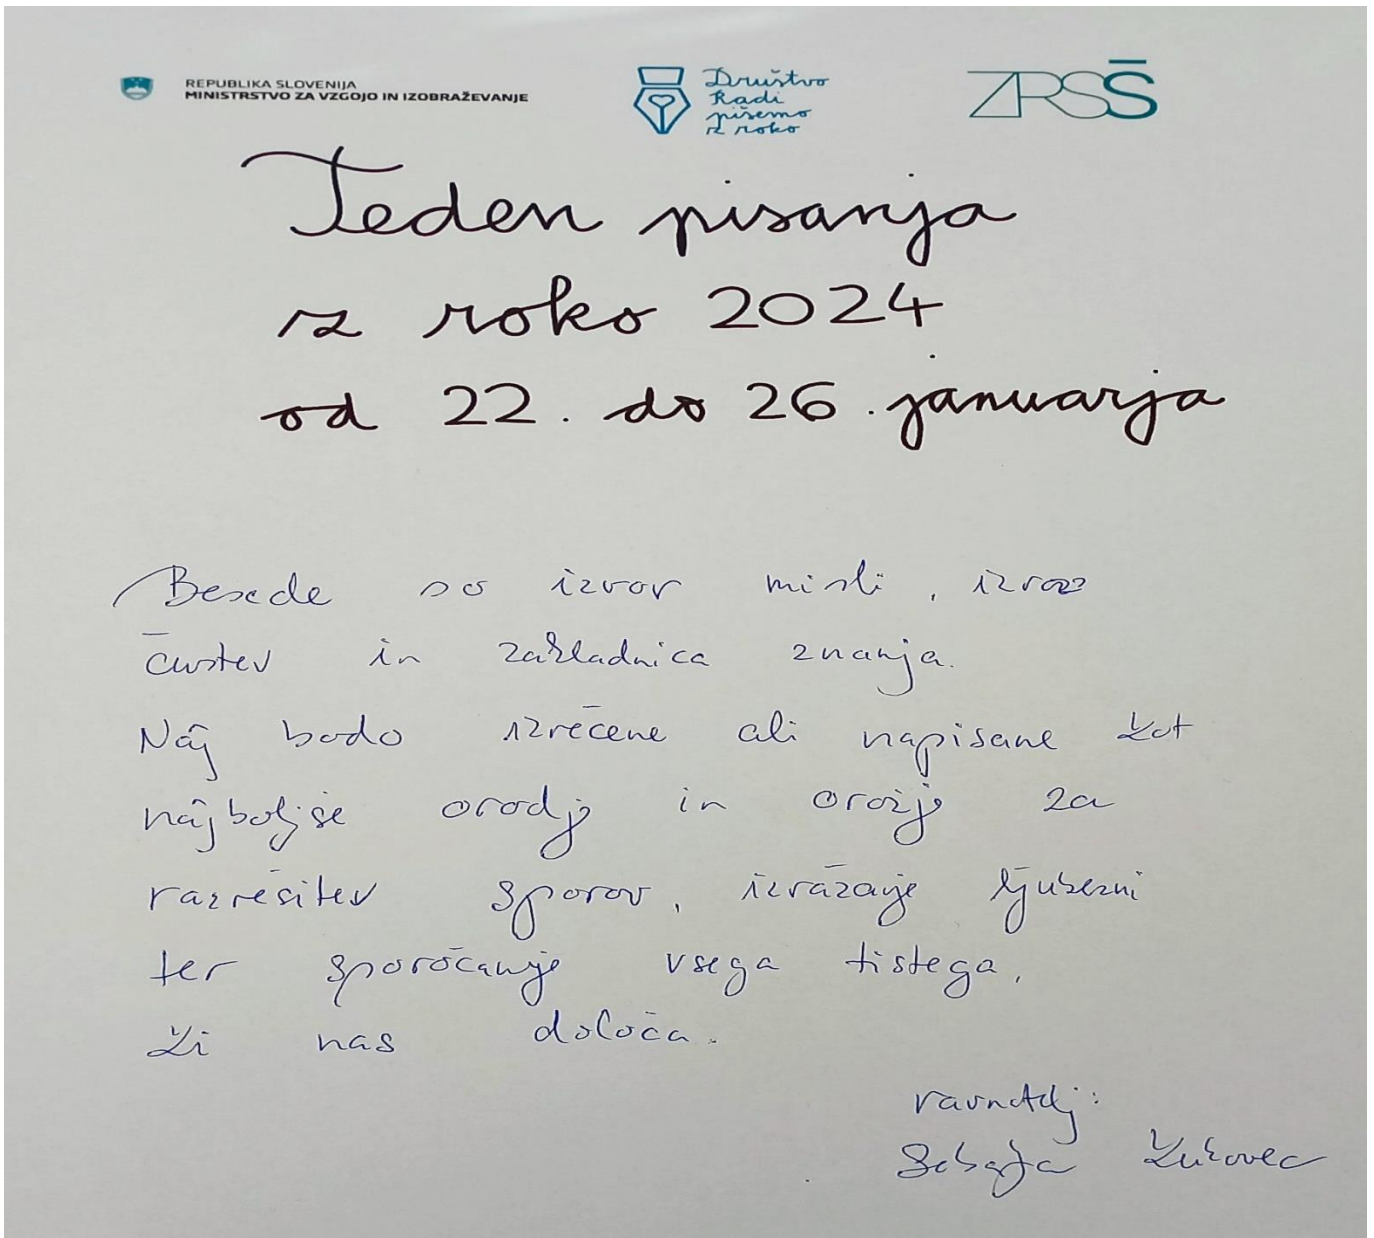 REPUBLIKA SLOVENIJA
MINISTRSTVO ZA VZGOJO IN IZOBRAŽEVANJE
Društvo
Radi
pišemo
z roko
ZRSŠ
Teden pisanja
z roko 2024
od 22. do 26. januarja
Besede so izvor misli, izraz
čustev in zakladnica znanja.
Naj bodo izrečene ali napisane kot
najboljše orodje in orožje za
razrešitev sporov, izražanje ljubezni
ter sporočanje vsega tistega,
ki nas določa.
ravnatelj: